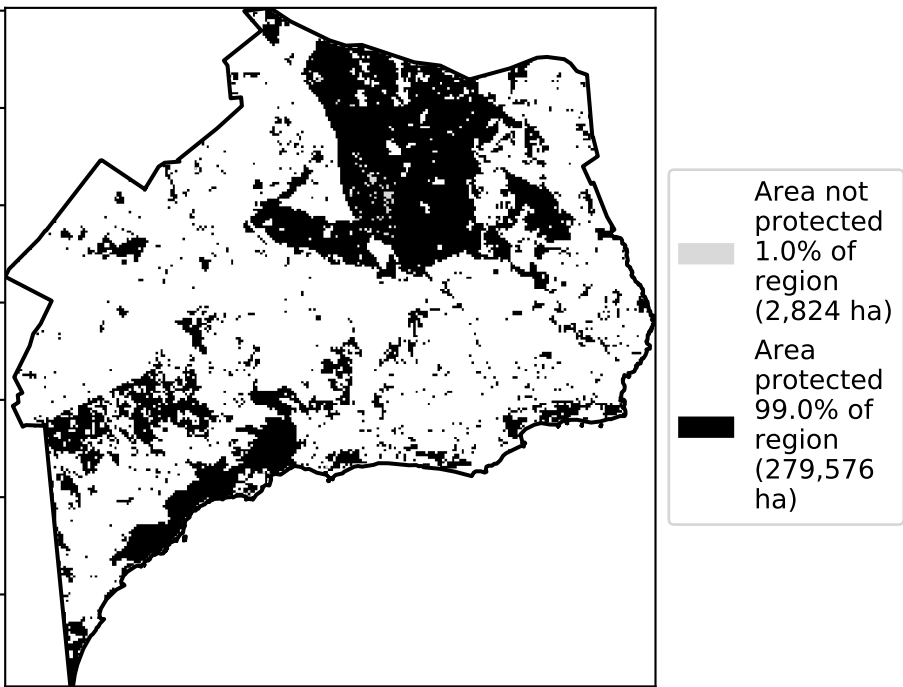 Area not
protected
1.0% of
region
(2,824 ha)
Area
protected
99.0% of
region
(279,576
ha)